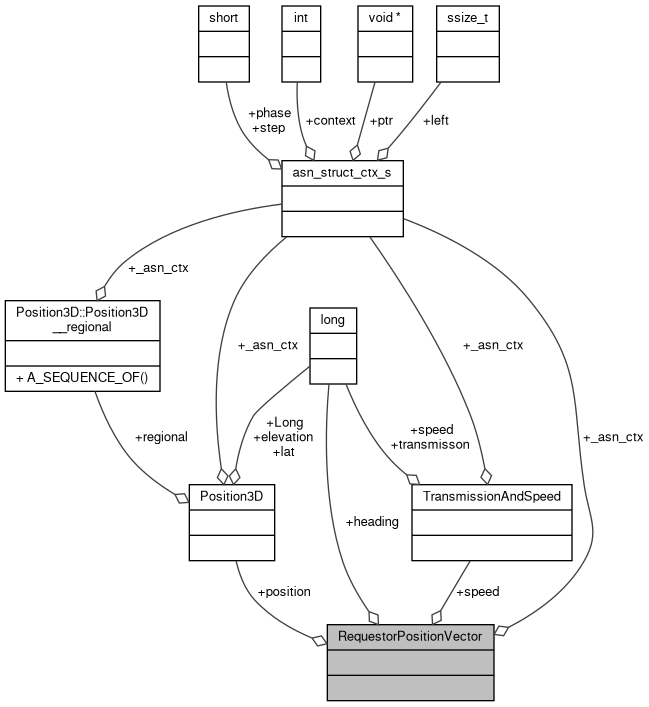 short
int
void *
ssize_t
+phase
+step
+context
+ptr
+left
asn_struct_ctx_s
+_asn_ctx
Position3D::Position3D
__regional
+ A_SEQUENCE_OF()
long
+_asn_ctx
+_asn_ctx
+Long
+elevation
+lat
+speed
+transmisson
+_asn_ctx
+regional
Position3D
TransmissionAndSpeed
+heading
+position
+speed
RequestorPositionVector